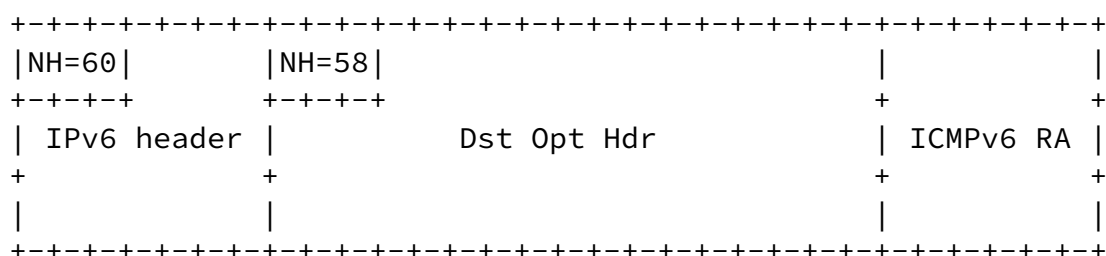 +-+-+-+-+-+-+-+-+-+-+-+-+-+-+-+-+-+-+-+-+-+-+-+-+-+-+-+-+-+-+
|NH=60|       |NH=58|                           |           |
+-+-+-+       +-+-+-+                           +           +
| IPv6 header |          Dst Opt Hdr            | ICMPv6 RA |
+             +                                 +           +
|             |                                 |           |
+-+-+-+-+-+-+-+-+-+-+-+-+-+-+-+-+-+-+-+-+-+-+-+-+-+-+-+-+-+-+